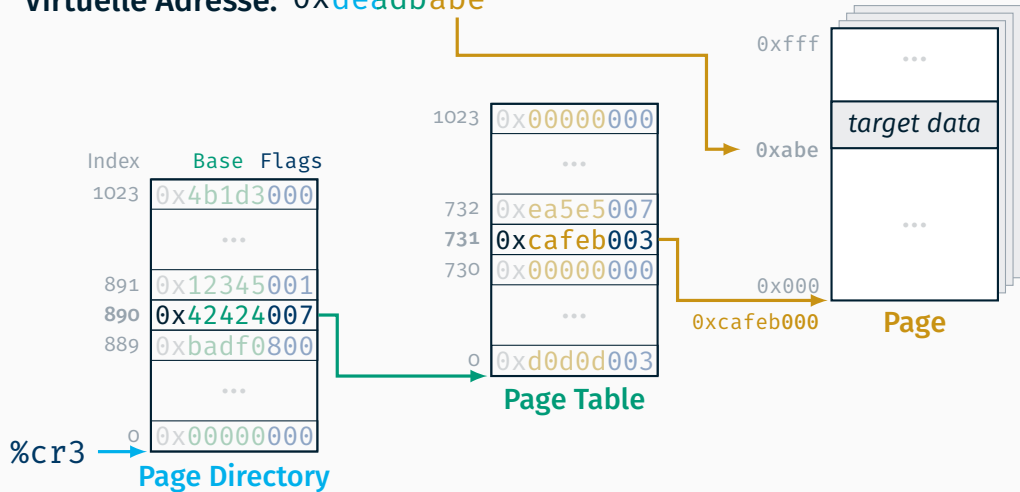 Virtuelle Adresse: 0xdeadbabe
0xfff
...
target data
0xabe
...
0x000
0xcafeb000
Page
1023 0x00000000
...
732 0xea5e5007
731 0xcafeb003
730 0x00000000
...
0 0xd0d0d003
Page Table
Index Base Flags
1023 0x4b1d3000
...
891 0x12345001
890 0x42424007
889 0xbadf0800
...
0 0x00000000
%cr3
Page Directory